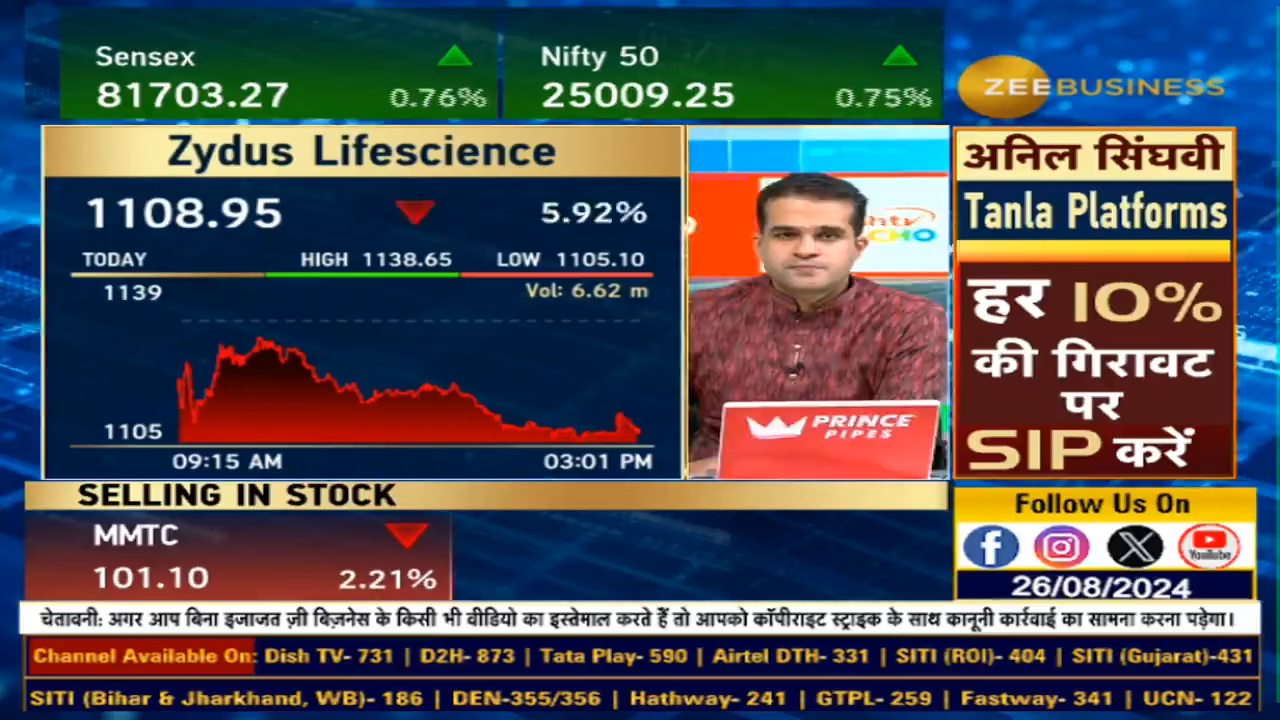 Sensex
81703.27
0.76%
Nifty 50
25009.25
0.75%
ZEEBUSINESS
Zydus Lifescience
1108.95
5.92%
TODAY
HIGH 1138.65
LOW 1105.10
1139
Vol: 6.62 m
1105
09:15 AM
03:01 PM
PRINCE
PIPES
अनिल सिंघवी
Tanla Platforms
हर 10%
की गिरावट
पर
SIP करें
SELLING IN STOCK
MMTC
101.10
2.21%
Follow Us On
YouTube
26/08/2024
चेतावनी: अगर आप बिना इजाजत ज़ी बिज़नेस के किसी भी वीडियो का इस्तेमाल करते हैं तो आपको कॉपीराइट स्ट्राइक के साथ कानूनी कार्रवाई का सामना करना पड़ेगा।
Channel Available On: Dish TV- 731 | D2H- 873 | Tata Play- 590 | Airtel DTH- 331 | SITI (ROI)- 404 | SITI (Gujarat)-431
SITI (Bihar & Jharkhand, WB)- 186 | DEN-355/356 | Hathway- 241 | GTPL- 259 | Fastway- 341 | UCN- 122